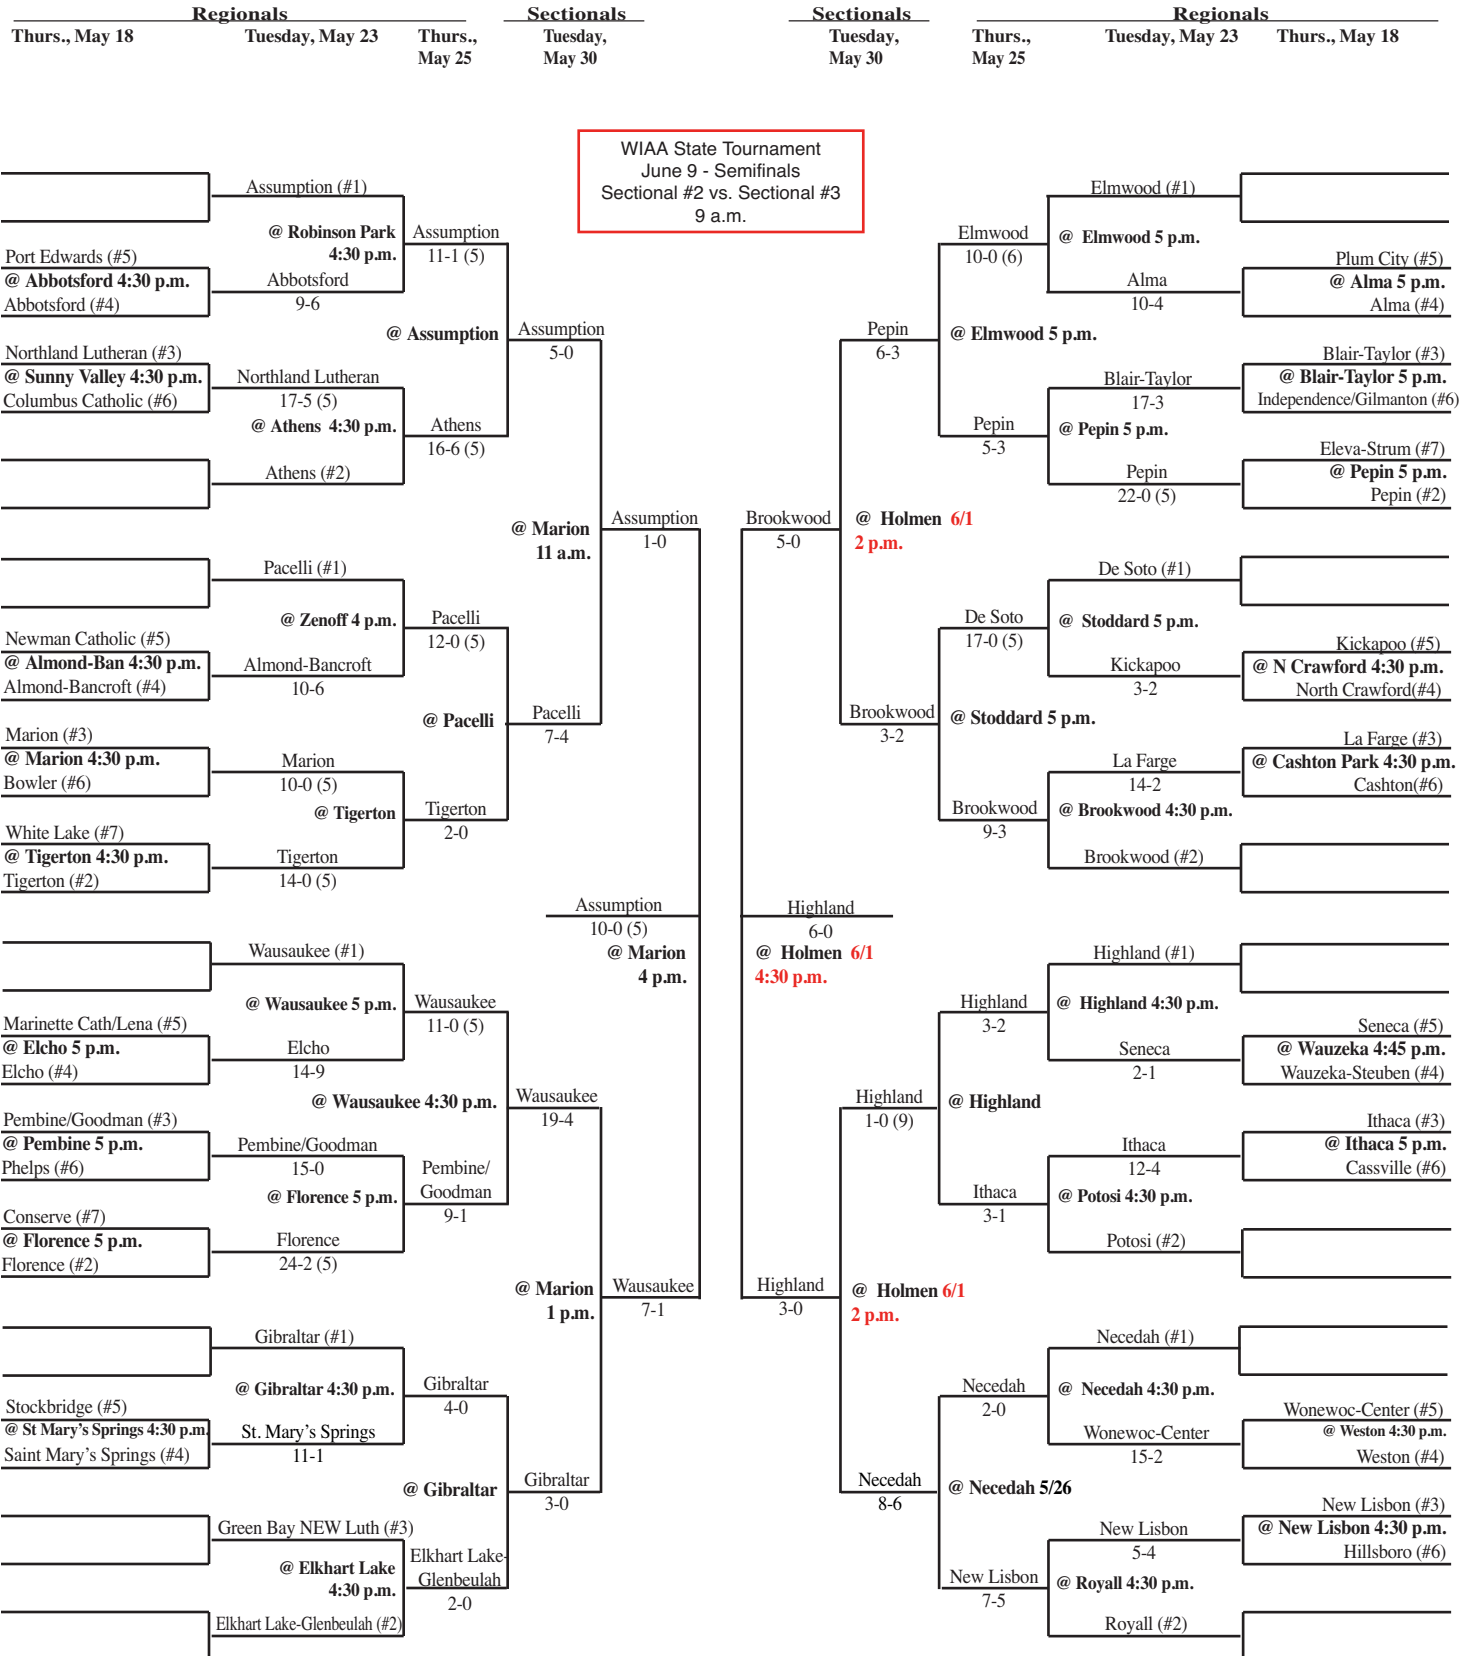 Regionals
Sectionals
Sectionals
Regionals
Thurs., May 18
Tuesday, May 23
Thurs., May 25
Tuesday, May 30
Tuesday, May 30
Thurs., May 25
Tuesday, May 23
Thurs., May 18
WIAA State Tournament
June 9 - Semifinals
Sectional #2 vs. Sectional #3
9 a.m.
Port Edwards (#5)
@ Abbotsford 4:30 p.m.
Abbotsford (#4)
Northland Lutheran (#3)
@ Sunny Valley 4:30 p.m.
Columbus Catholic (#6)
Newman Catholic (#5)
@ Almond-Ban 4:30 p.m.
Almond-Bancroft (#4)
Marion (#3)
@ Marion 4:30 p.m.
Bowler (#6)
White Lake (#7)
@ Tigerton 4:30 p.m.
Tigerton (#2)
Marinette Cath/Lena (#5)
@ Elcho 5 p.m.
Elcho (#4)
Pembine/Goodman (#3)
@ Pembine 5 p.m.
Phelps (#6)
Conserve (#7)
@ Florence 5 p.m.
Florence (#2)
Stockbridge (#5)
@ St Mary's Springs 4:30 p.m.
Saint Mary's Springs (#4)
Assumption (#1)
@ Robinson Park
4:30 p.m.
Abbotsford
9-6
Northland Lutheran
17-5 (5)
@ Athens 4:30 p.m.
Athens (#2)
Pacelli (#1)
@ Zenoff 4 p.m.
Almond-Bancroft
10-6
Marion
10-0 (5)
@ Tigerton
Tigerton
14-0 (5)
Wausaukee (#1)
@ Wausaukee 5 p.m.
Elcho
14-9
Pembine/Goodman
15-0
@ Florence 5 p.m.
Florence
24-2 (5)
Gibraltar (#1)
@ Gibraltar 4:30 p.m.
St. Mary's Springs
11-1
Green Bay NEW Luth (#3)
@ Elkhart Lake
4:30 p.m.
Elkhart Lake-Glenbeulah (#2)
Assumption
11-1 (5)
@ Assumption
Athens
16-6 (5)
Pacelli
12-0 (5)
@ Pacelli
Tigerton
2-0
Wausaukee
11-0 (5)
@ Wausaukee 4:30 p.m.
Pembine/
Goodman
9-1
Gibraltar
4-0
@ Gibraltar
Elkhart Lake-
Glenbeulah
2-0
Assumption
5-0
@ Marion
11 a.m.
Pacelli
7-4
Wausaukee
19-4
@ Marion
1 p.m.
Gibraltar
3-0
Assumption
1-0
Assumption
10-0 (5)
@ Marion
4 p.m.
Wausaukee
7-1
Brookwood
5-0
Highland
6-0
@ Holmen 6/1
4:30 p.m.
Highland
3-0
Pepin
6-3
@ Holmen 6/1
2 p.m.
Brookwood
3-2
Highland
1-0 (9)
@ Holmen 6/1
2 p.m.
Necedah
8-6
Elmwood
10-0 (6)
@ Elmwood 5 p.m.
Pepin
5-3
De Soto
17-0 (5)
@ Stoddard 5 p.m.
Brookwood
9-3
Highland
3-2
@ Highland
Ithaca
3-1
Necedah
2-0
@ Necedah 5/26
New Lisbon
7-5
Elmwood (#1)
@ Elmwood 5 p.m.
Alma
10-4
Blair-Taylor
17-3
@ Pepin 5 p.m.
Pepin
22-0 (5)
De Soto (#1)
@ Stoddard 5 p.m.
Kickapoo
3-2
La Farge
14-2
@ Brookwood 4:30 p.m.
Brookwood (#2)
Highland (#1)
@ Highland 4:30 p.m.
Seneca
2-1
Ithaca
12-4
@ Potosi 4:30 p.m.
Potosi (#2)
Necedah (#1)
@ Necedah 4:30 p.m.
Wonewoc-Center
15-2
New Lisbon
5-4
@ Royall 4:30 p.m.
Royall (#2)
Plum City (#5)
@ Alma 5 p.m.
Alma (#4)
Blair-Taylor (#3)
@ Blair-Taylor 5 p.m.
Independence/Gilmanton (#6)
Eleva-Strum (#7)
@ Pepin 5 p.m.
Pepin (#2)
Kickapoo (#5)
@ N Crawford 4:30 p.m.
North Crawford(#4)
La Farge (#3)
@ Cashton Park 4:30 p.m.
Cashton(#6)
Seneca (#5)
@ Wauzeka 4:45 p.m.
Wauzeka-Steuben (#4)
Ithaca (#3)
@ Ithaca 5 p.m.
Cassville (#6)
Wonewoc-Center (#5)
@ Weston 4:30 p.m.
Weston (#4)
New Lisbon (#3)
@ New Lisbon 4:30 p.m.
Hillsboro (#6)